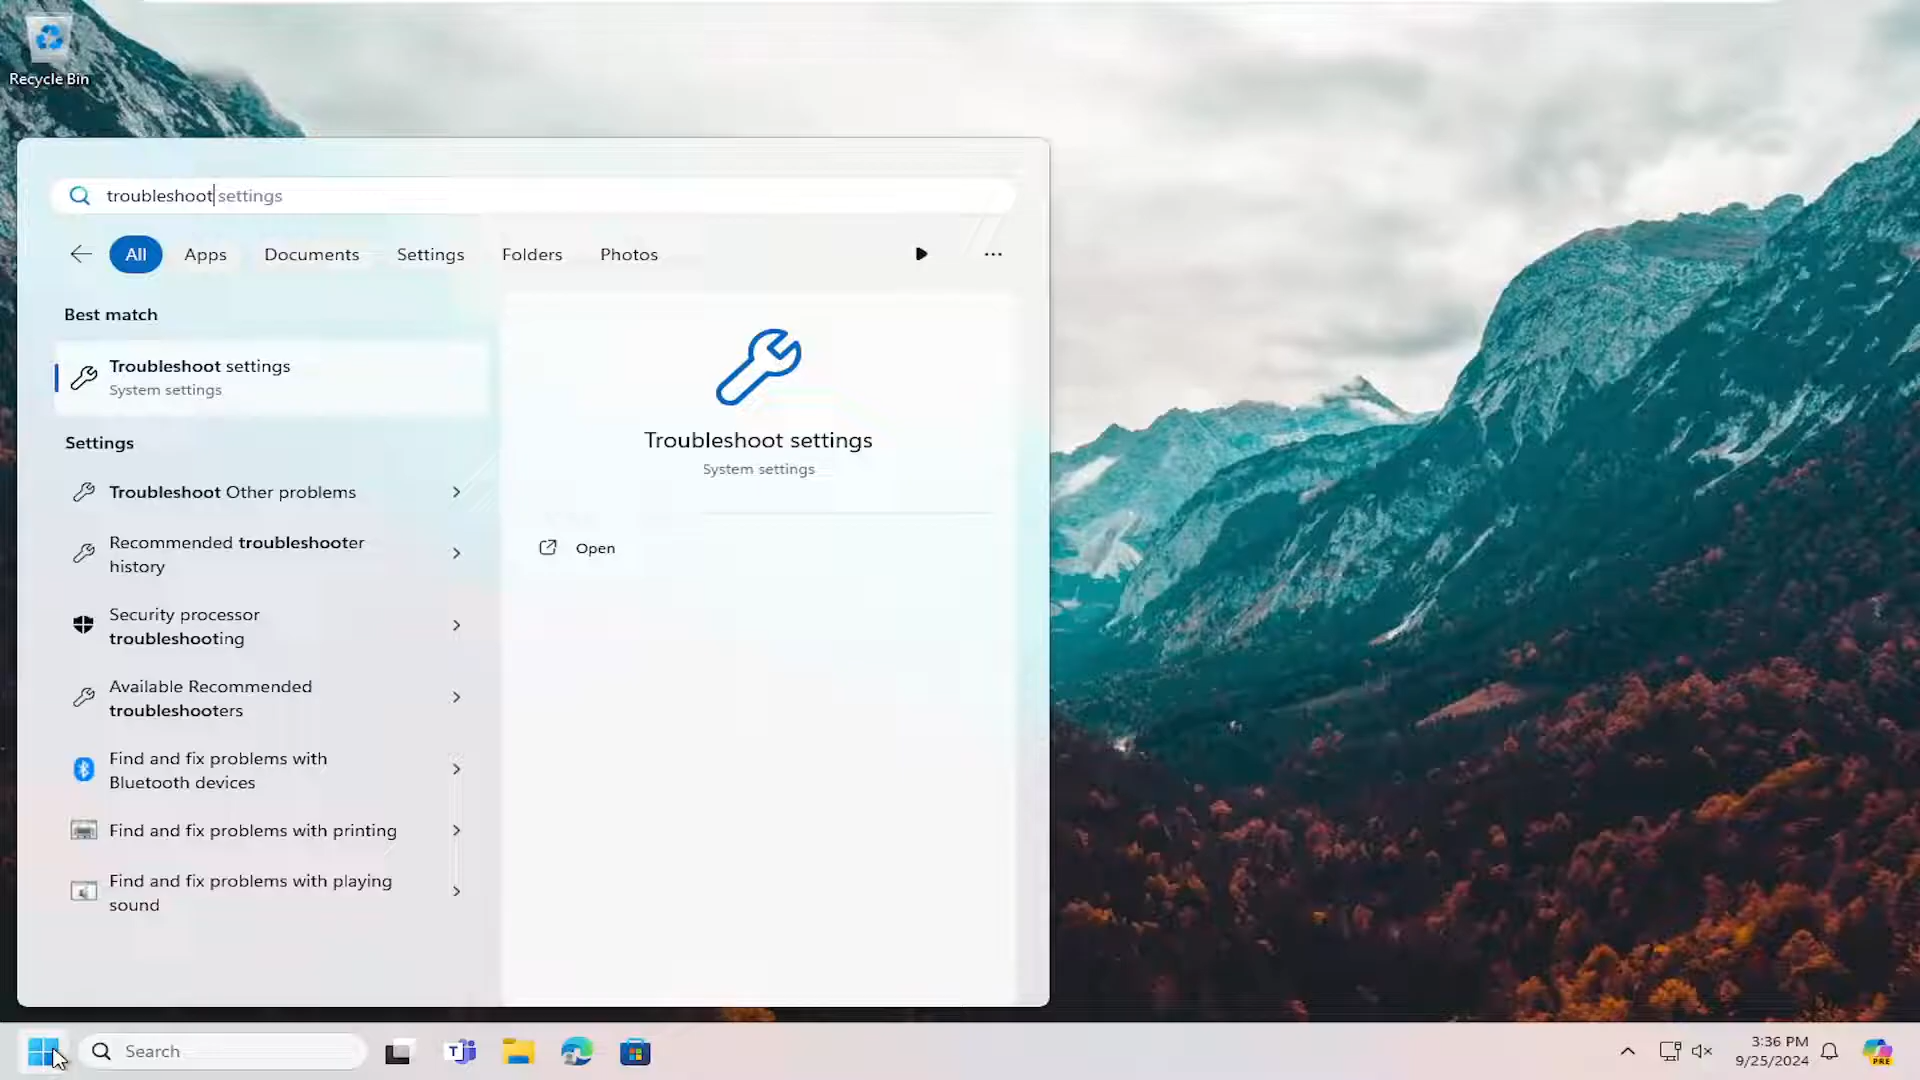 Recycle Bin
troubleshoot settings
All Apps Documents Settings Folders Photos
Best match
Troubleshoot settings
System settings
Settings
Troubleshoot Other problems
Recommended troubleshooter
history
Security processor
troubleshooting
Available Recommended
troubleshooters
Find and fix problems with
Bluetooth devices
Find and fix problems with printing
Find and fix problems with playing
sound
Troubleshoot settings
System settings
Open
Search
T
3:36 PM
9/25/2024
PRE